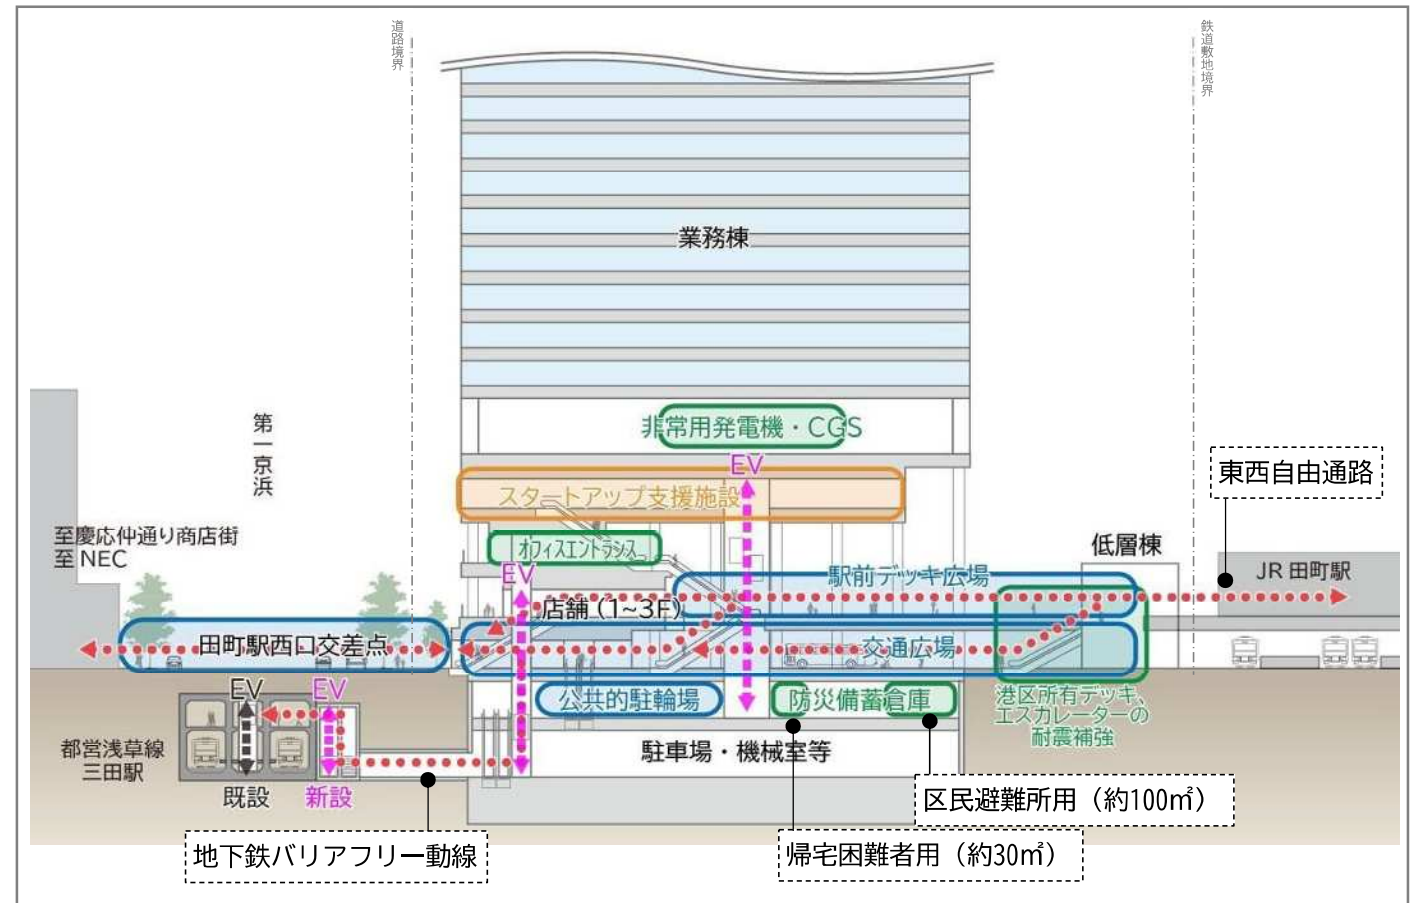 道路境界
鉄道敷地境界
業務棟
非常用発電機・CGS
EV
スタートアップ支援施設
オフィスエントランス
EV
店舗（1~3F）
第一京浜
至慶応仲通り商店街
至 NEC
東西自由通路
低層棟
JR 田町駅
駅前デッキ広場
田町駅西口交差点
交通広場
EV
EV
公共的駐輪場
防災備蓄倉庫
港区所有デッキ、
エスカレーターの
耐震補強
都営浅草線
三田駅
駐車場・機械室等
既設
新設
区民避難所用（約100㎡）
地下鉄バリアフリー動線
帰宅困難者用（約30㎡）